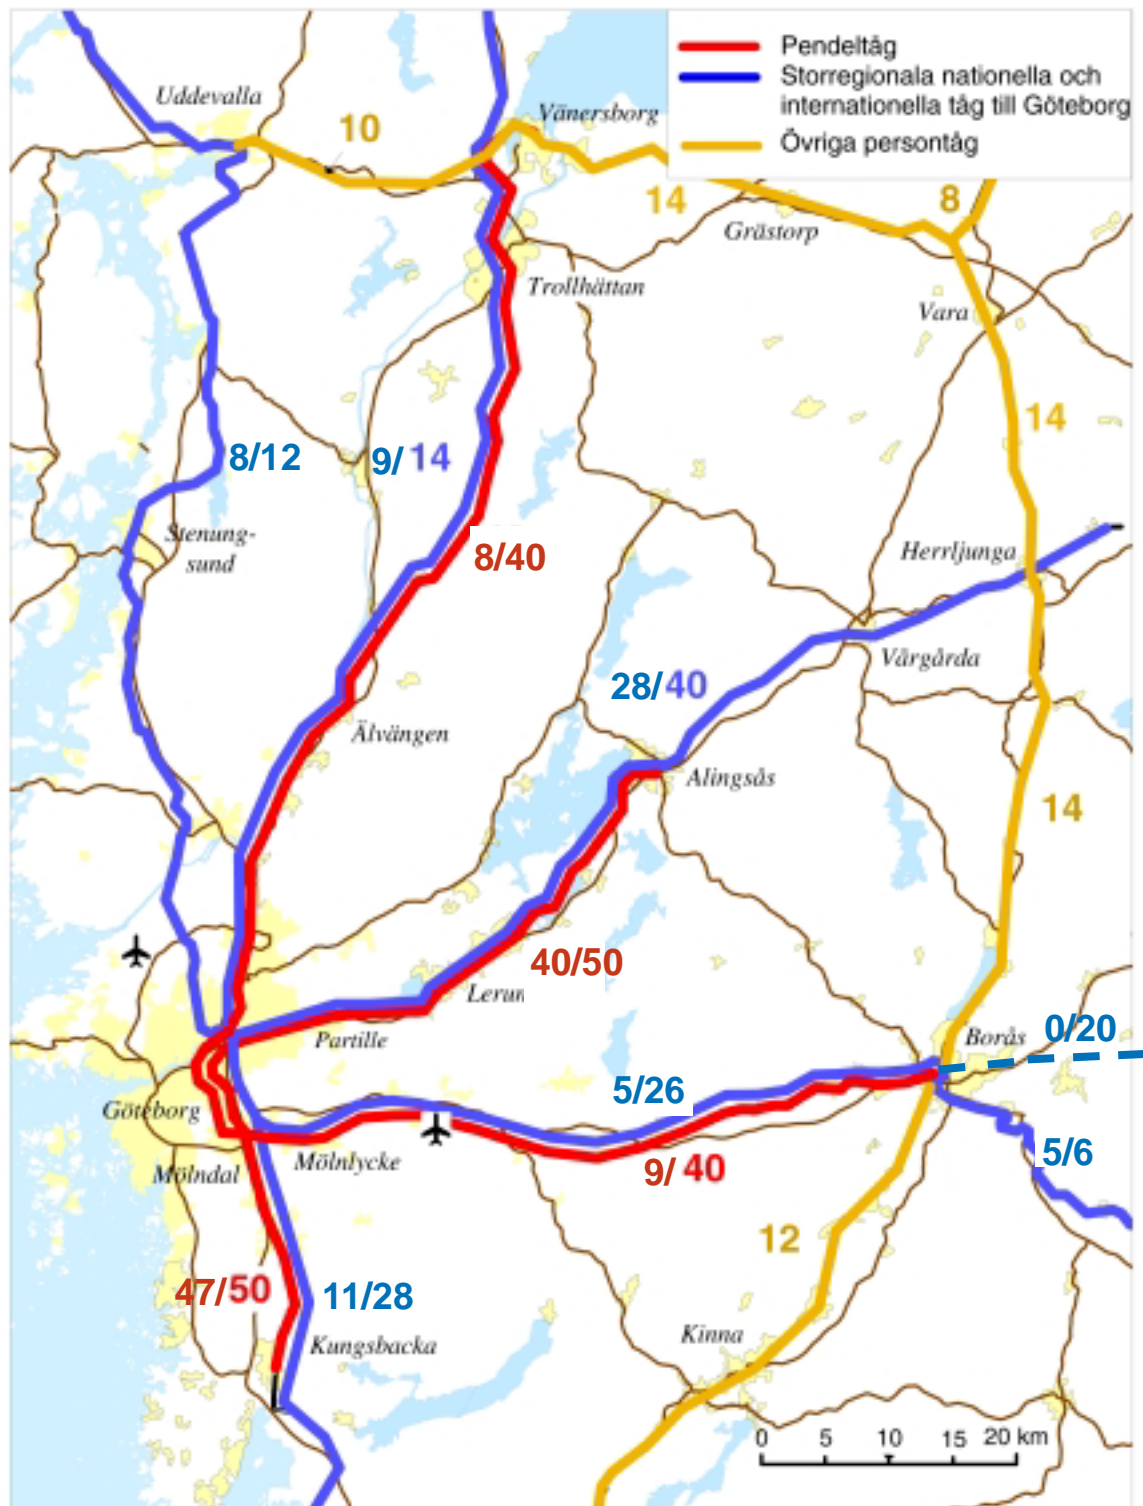 Pendeltåg
Storregionala nationella och
internationella tåg till Göteborg
Övriga persontåg
Uddevalla
10
Vänersborg
14
8
Grästorp
Trollhättan
Vara
14
8/12
9/14
Stenung-
sund
8/40
Herrljunga
Vårgårda
28/40
Älvängen
Alingsås
14
40/50
Lerum
Partille
Borås
0/20
5/26
Göteborg
Mölnlycke
Mölndal
9/40
5/6
12
47/50
11/28
Kungsbacka
Kinna
0 5 10 15 20 km